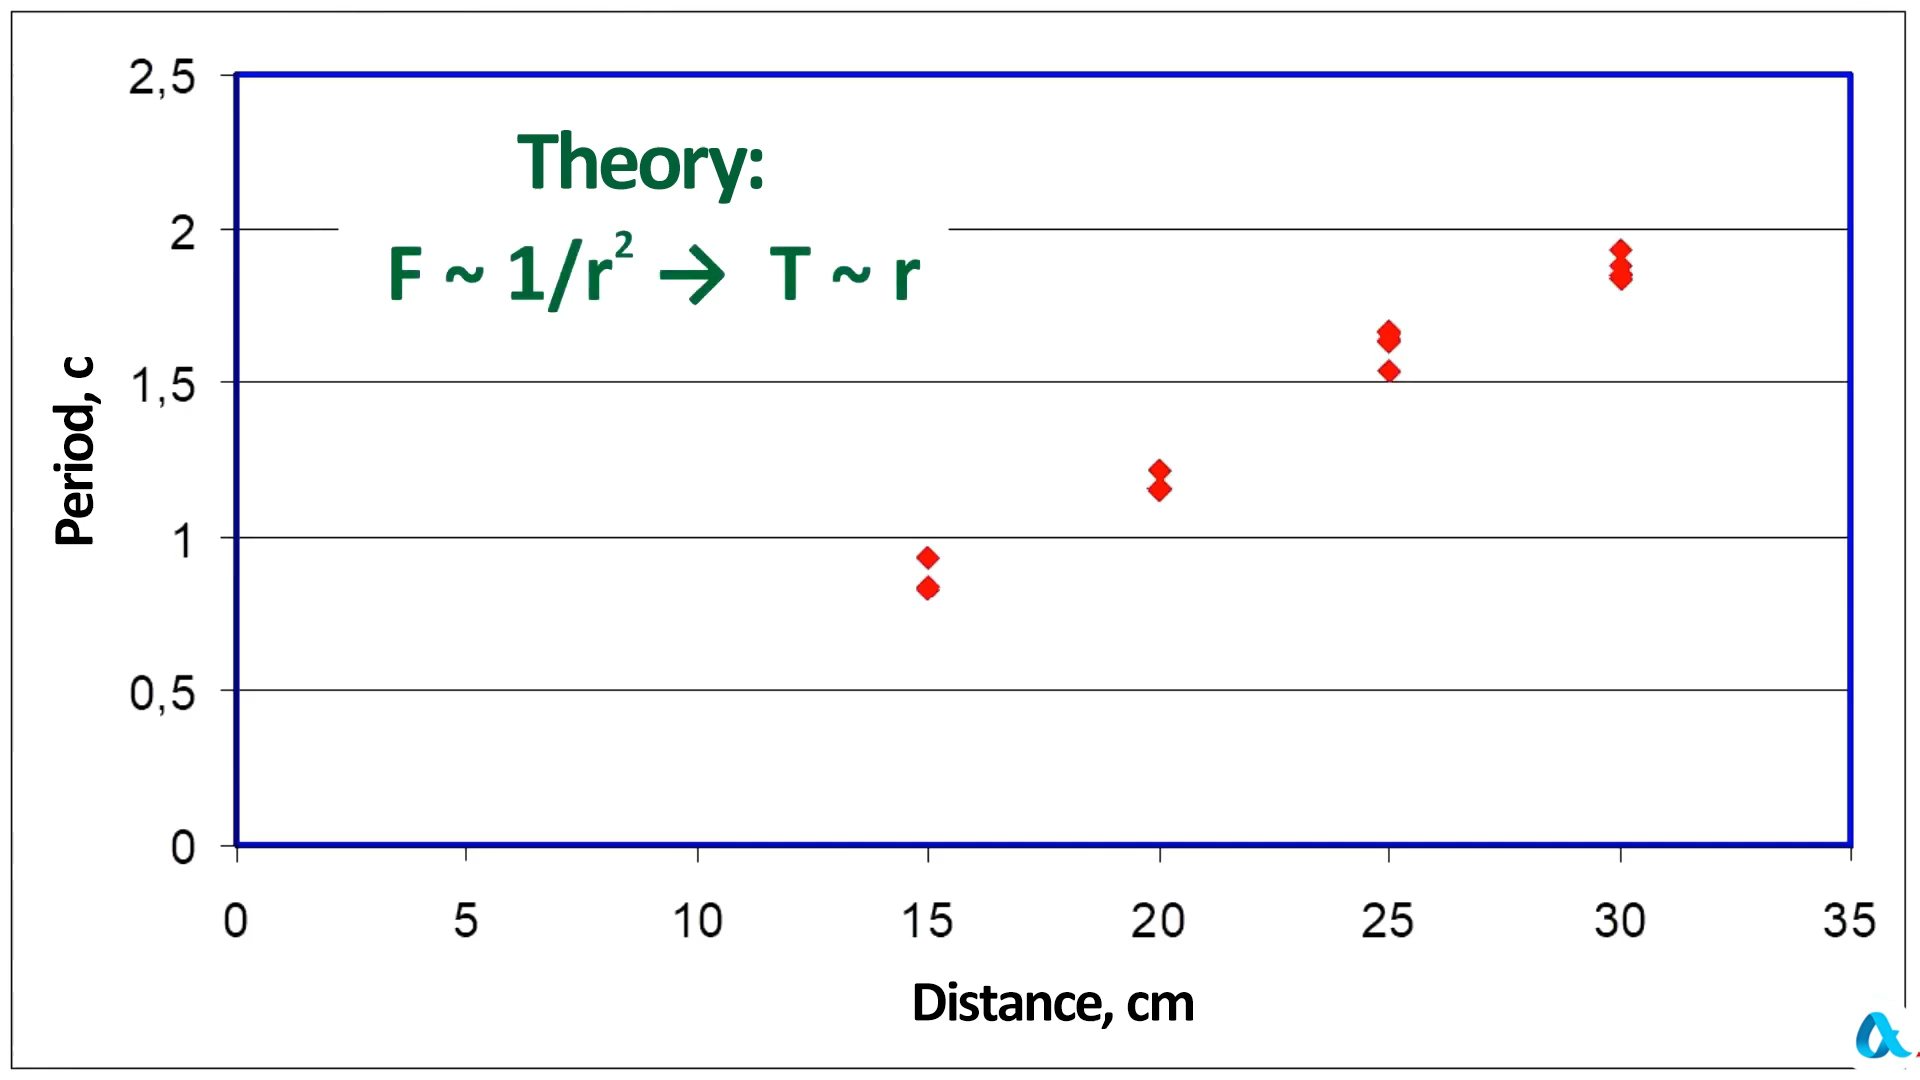 Theory:
F ~ 1/r² → T ~ r
2,5
2
1,5
1
0,5
0
Period, c
0 5 10 15 20 25 30 35
Distance, cm